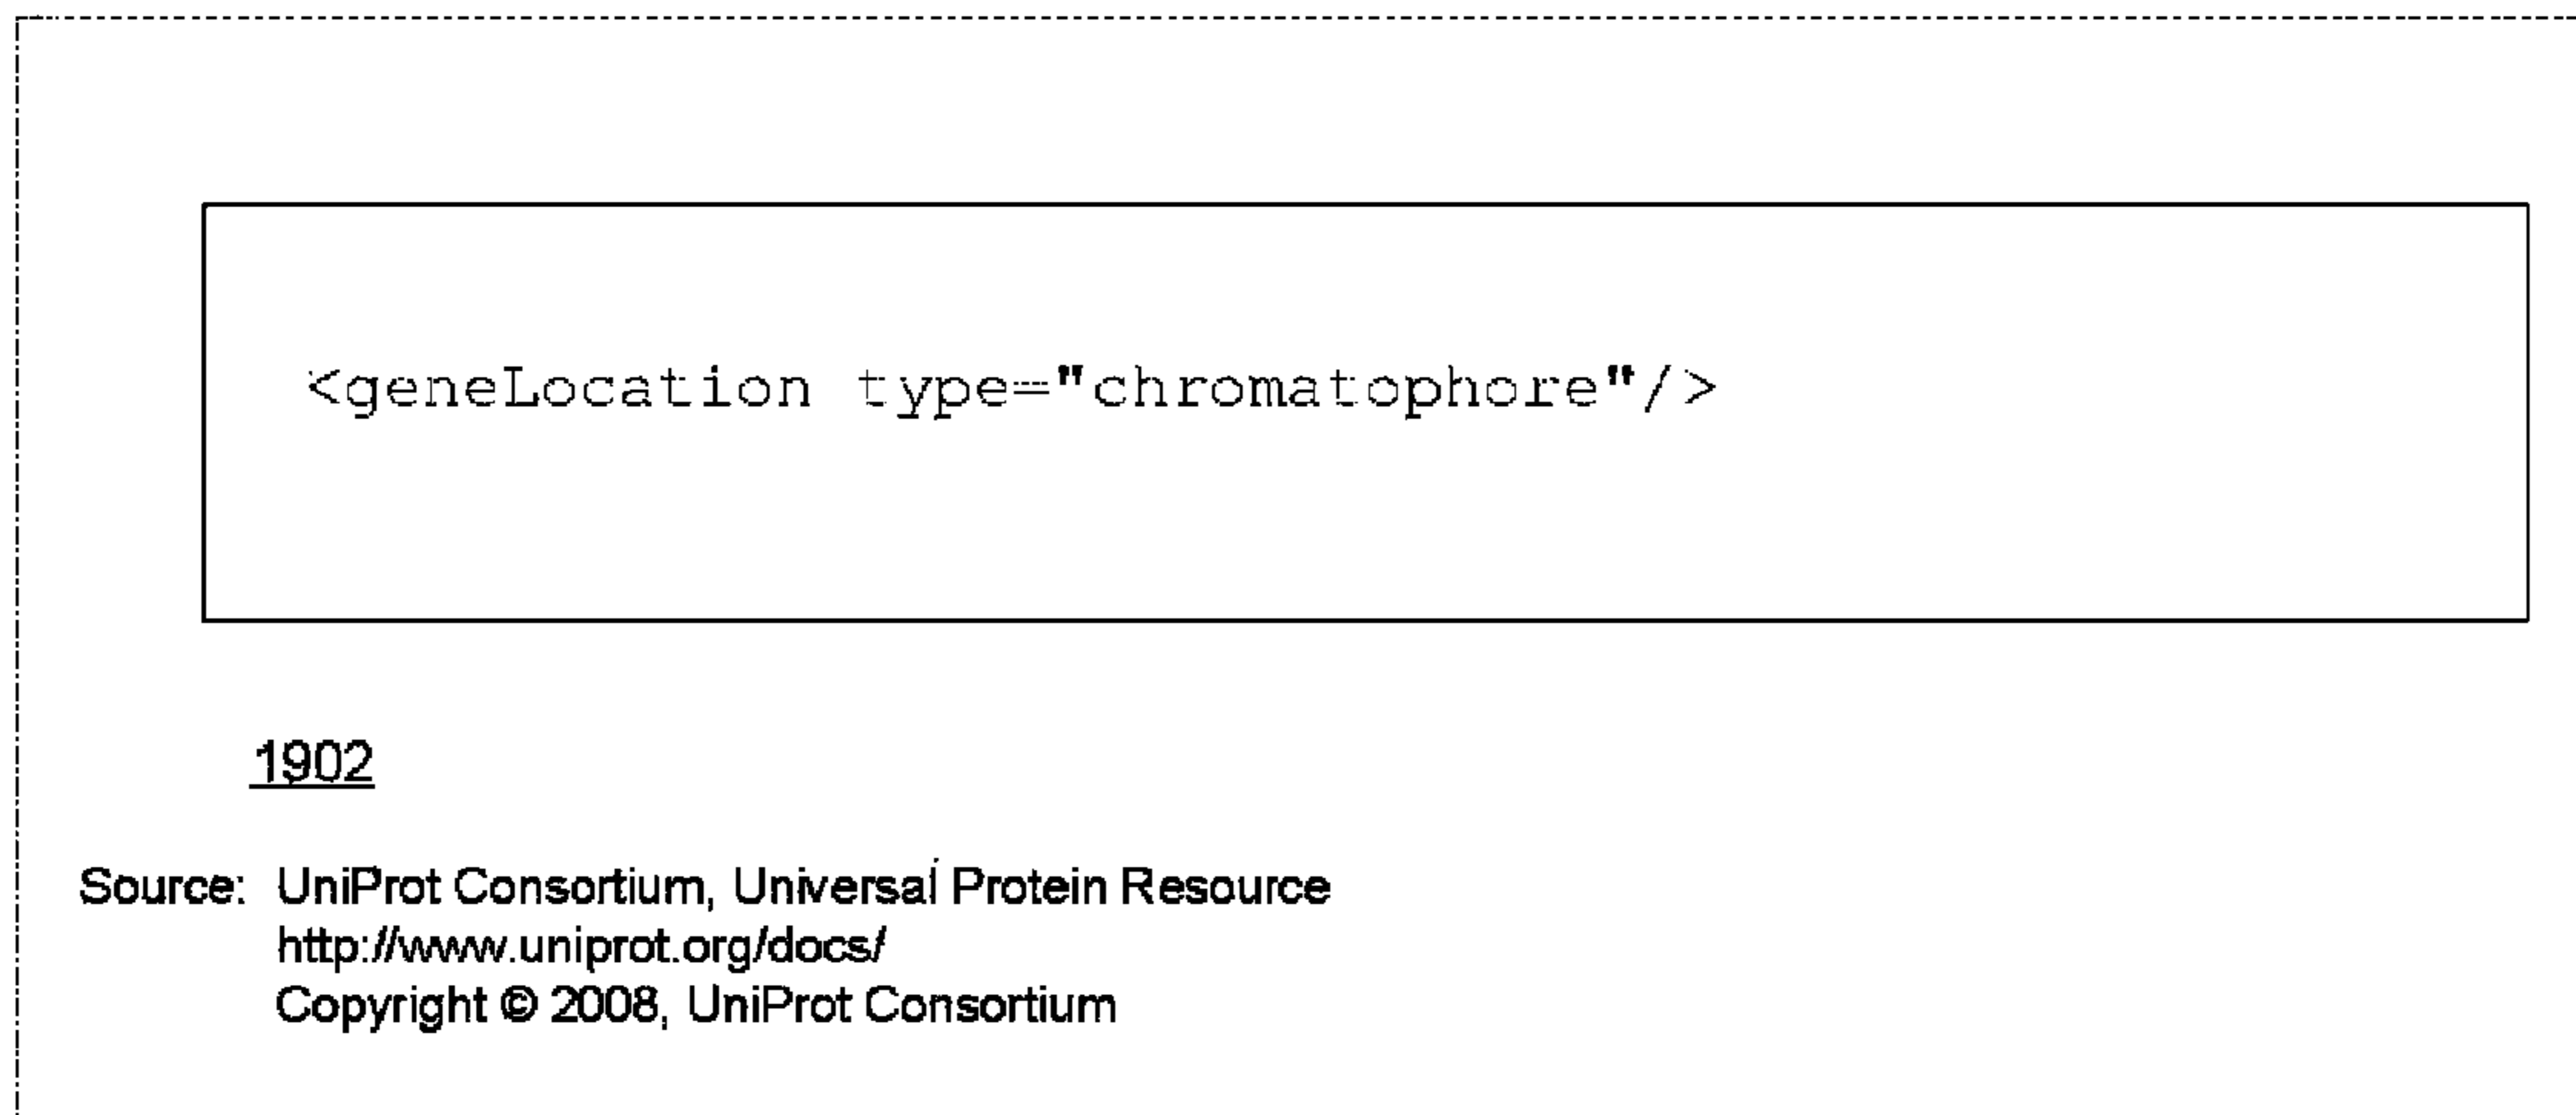 <geneLocation type="chromatophore"/>
1902
Source: UniProt Consortium, Universal Protein Resource
http://www.uniprot.org/docs/
Copyright © 2008, UniProt Consortium